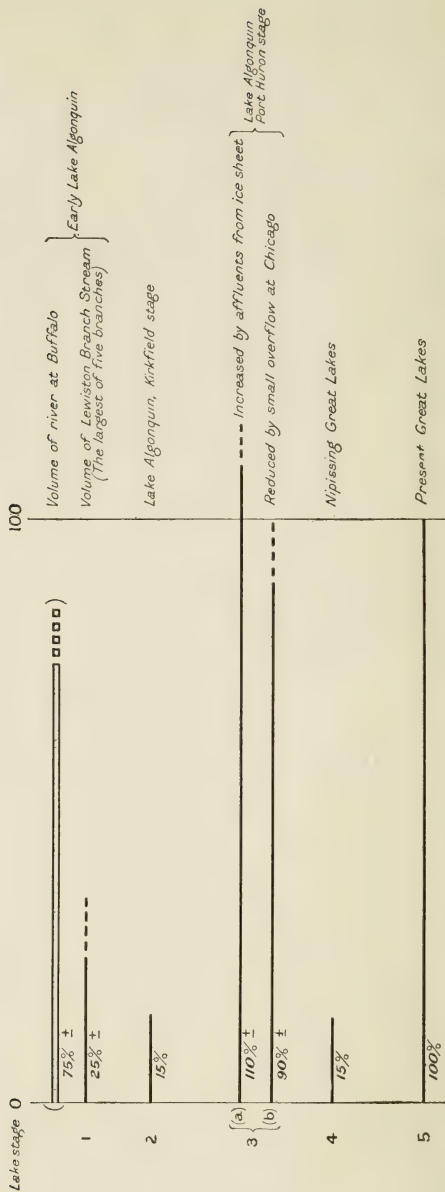 Lake stage
0
100
( )
75% ±
Volume of river at Buffalo
1
25% ±
Volume of Lewiston Branch Stream
(The largest of five branches)
Early Lake Algonquin
2
15%
Lake Algonquin, Kirkfield stage
3
(a)
110% ±
Increased by affluents from ice sheet
(b)
90% ±
Reduced by small overflow at Chicago
Lake Algonquin
Port Huron stage
4
15%
Nipissing Great Lakes
5
100%
Present Great Lakes